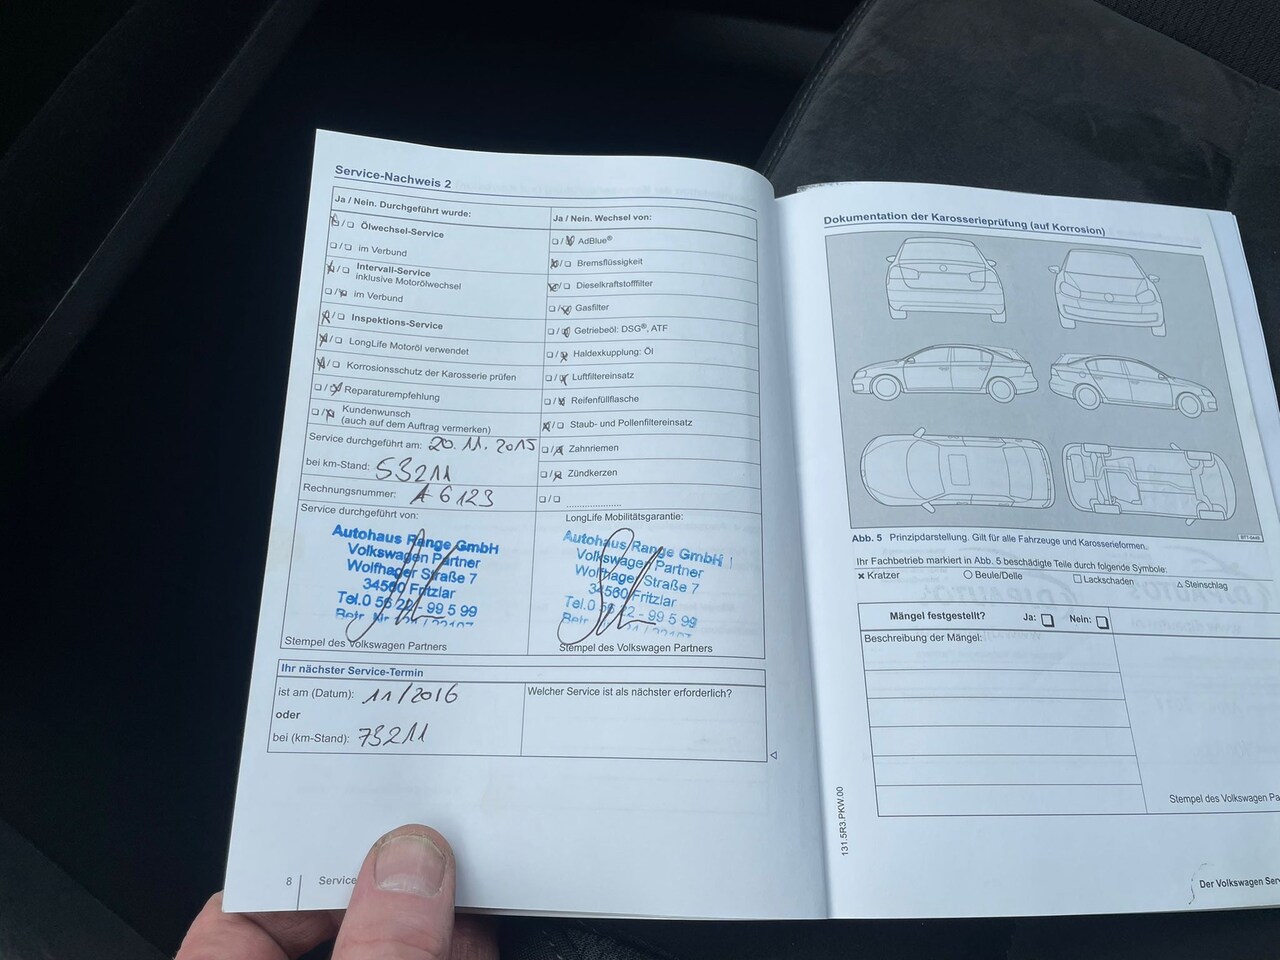 Service-Nachweis 2
Ja / Nein. Durchgeführt wurde:
Ölwechsel-Service
im Verbund
Intervall-Service
inklusive Motorölwechsel
im Verbund
Inspektions-Service
LongLife Motoröl verwendet
Korrosionsschutz der Karosserie prüfen
Reparaturempfehlung
Kundenwunsch
(auch auf dem Auftrag vermerken)
Service durchgeführt am: 20.11.2015
bei km-Stand: 53211
Rechnungsnummer: A 6123
Ja / Nein. Wechsel von:
AdBlue®
Bremsflüssigkeit
Dieselkraftstofffilter
Gasfilter
Getriebeöl: DSG®, ATF
Haldexkupplung: Öl
Luftfiltereinsatz
Reifenfüllflasche
Staub- und Pollenfiltereinsatz
Zahnriemen
Zündkerzen
Service durchgeführt von:
Autohaus Range GmbH
Volkswagen Partner
Wolfhager Straße 7
34560 Fritzlar
Tel.0 56 22 - 99 5 99
Stempel des Volkswagen Partners
LongLife Mobilitätsgarantie:
Autohaus Range GmbH
Volkswagen Partner
Wolfhager Straße 7
34560 Fritzlar
Tel.0 56 22 - 99 5 99
Stempel des Volkswagen Partners
Ihr nächster Service-Termin
ist am (Datum): 11/2016
oder
bei (km-Stand): 73211
Welcher Service ist als nächster erforderlich?
8
Service
Dokumentation der Karosserieprüfung (auf Korrosion)
Abb. 5 Prinzipdarstellung. Gilt für alle Fahrzeuge und Karosserieformen.
Ihr Fachbetrieb markiert in Abb. 5 beschädigte Teile durch folgende Symbole:
Kratzer
Beule/Delle
Lackschaden
Steinschlag
Mängel festgestellt? Ja: Nein:
Beschreibung der Mängel:
Stempel des Volkswagen Pa
131.5R3.PKW.00
Der Volkswagen Ser